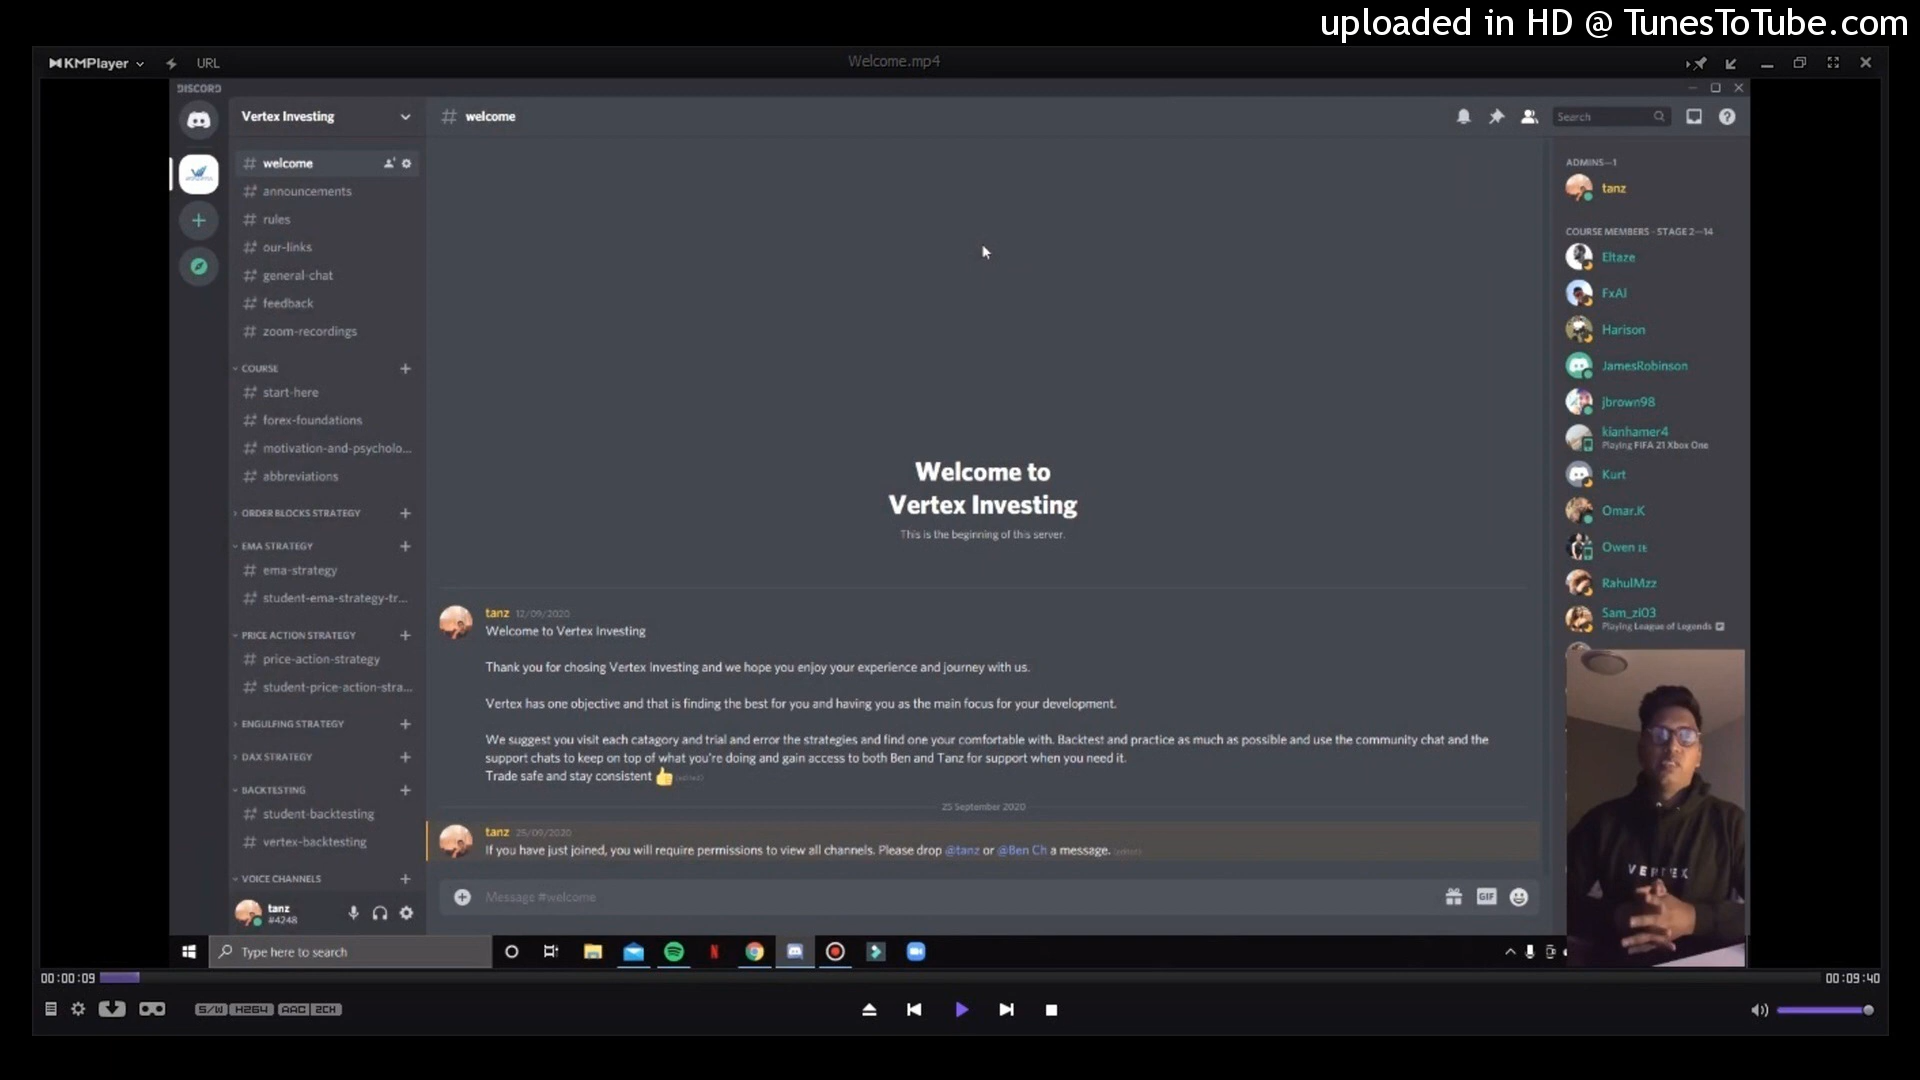 uploaded in HD @ TunesToTube.com
KMPlayer
URL
Welcome.mp4
DISCORD
Vertex Investing
# welcome
Search
# welcome
# announcements
# rules
# our-links
# general-chat
# feedback
# zoom-recordings
COURSE
# start-here
# forex-foundations
# motivation-and-psycholo...
# abbreviations
ORDER BLOCKS STRATEGY
EMA STRATEGY
# ema-strategy
# student-ema-strategy-tr...
PRICE ACTION STRATEGY
# price-action-strategy
# student-price-action-stra...
ENGULFING STRATEGY
DAX STRATEGY
BACKTESTING
# student-backtesting
# vertex-backtesting
VOICE CHANNELS
tanz
#4248
Welcome to
Vertex Investing
This is the beginning of this server.
tanz 12/09/2020
Welcome to Vertex Investing
Thank you for chosing Vertex Investing and we hope you enjoy your experience and journey with us.
Vertex has one objective and that is finding the best for you and having you as the main focus for your development.
We suggest you visit each catagory and trial and error the strategies and find one your comfortable with. Backtest and practice as much as possible and use the community chat and the
support chats to keep on top of what you're doing and gain access to both Ben and Tanz for support when you need it.
Trade safe and stay consistent 👍 (edited)
25 September 2020
tanz 25/09/2020
If you have just joined, you will require permissions to view all channels. Please drop @tanz or @Ben Ch a message. (edited)
Message #welcome
GIF
ADMINS—1
tanz
COURSE MEMBERS - STAGE 2—14
Eltaze
FxAl
Harison
JamesRobinson
jbrown98
kianhamer4
Playing FIFA 21 Xbox One
Kurt
Omar.K
Owen
RahulMzz
Sam_zi03
Playing League of Legends
VERTEX
Type here to search
00:00:09
00:09:40
S/W H264 AAC 2CH